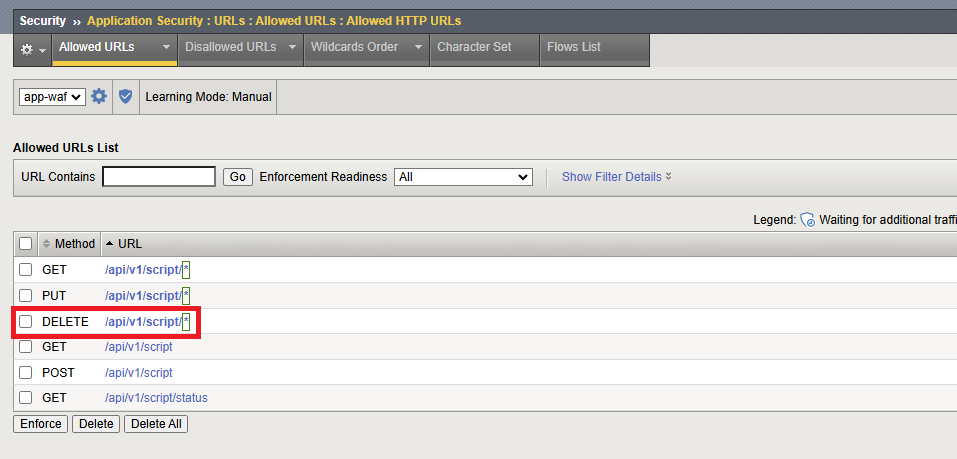 Security ›› Application Security : URLs : Allowed URLs : Allowed HTTP URLs
Allowed URLs Disallowed URLs Wildcards Order Character Set Flows List
app-waf Learning Mode: Manual
Allowed URLs List
URL Contains Go Enforcement Readiness All Show Filter Details
Legend: Waiting for additional traffi
Method URL
GET /api/v1/script/*
PUT /api/v1/script/*
DELETE /api/v1/script/*
GET /api/v1/script
POST /api/v1/script
GET /api/v1/script/status
Enforce Delete Delete All